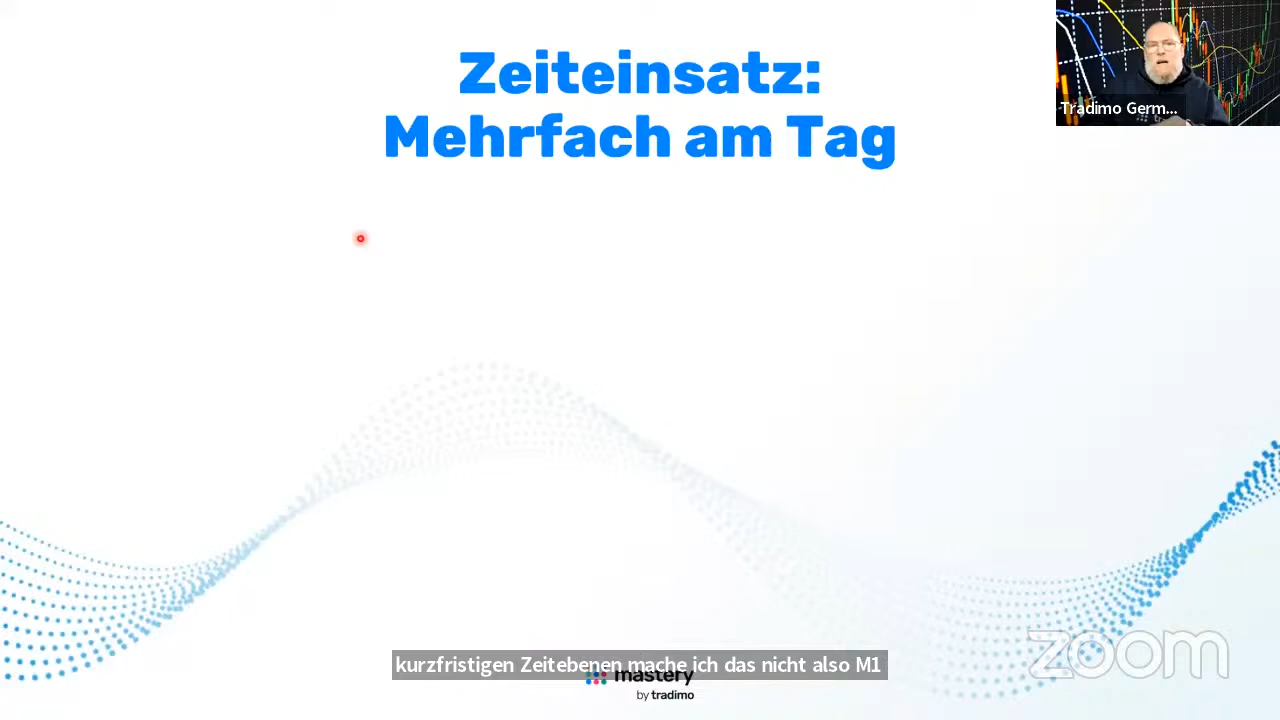 Zeiteinsatz:
Mehrfach am Tag
Tradimo Germ...
kurzfristigen Zeitebenen mache ich das nicht also M1
mastery
by tradimo
zoom